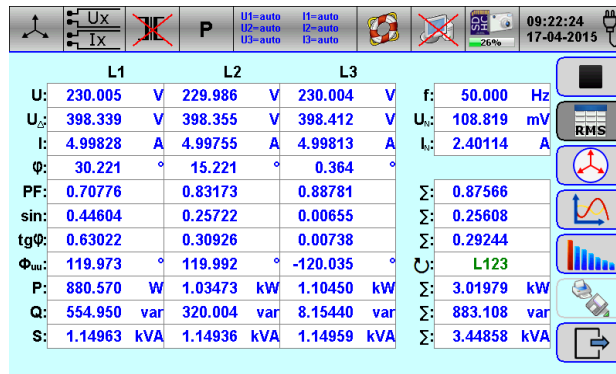 Ux
Ix
P
U1=auto I1=auto
U2=auto I2=auto
U3=auto I3=auto
SD HC
26%
09:22:24
17-04-2015
L1 L2 L3
U: 230.005 V 229.986 V 230.004 V f: 50.000 Hz
U△: 398.339 V 398.355 V 398.412 V UN: 108.819 mV
I: 4.99828 A 4.99755 A 4.99813 A IN: 2.40114 A
φ: 30.221 ° 15.221 ° 0.364 °
PF: 0.70776 0.83173 0.88781 Σ: 0.87566
sin: 0.44604 0.25722 0.00655 Σ: 0.25608
tgφ: 0.63022 0.30926 0.00738 Σ: 0.29244
Φuu: 119.973 ° 119.992 ° -120.035 ° ↻: L123
P: 880.570 W 1.03473 kW 1.10450 kW Σ: 3.01979 kW
Q: 554.950 var 320.004 var 8.15440 var Σ: 883.108 var
S: 1.14963 kVA 1.14936 kVA 1.14959 kVA Σ: 3.44858 kVA
RMS